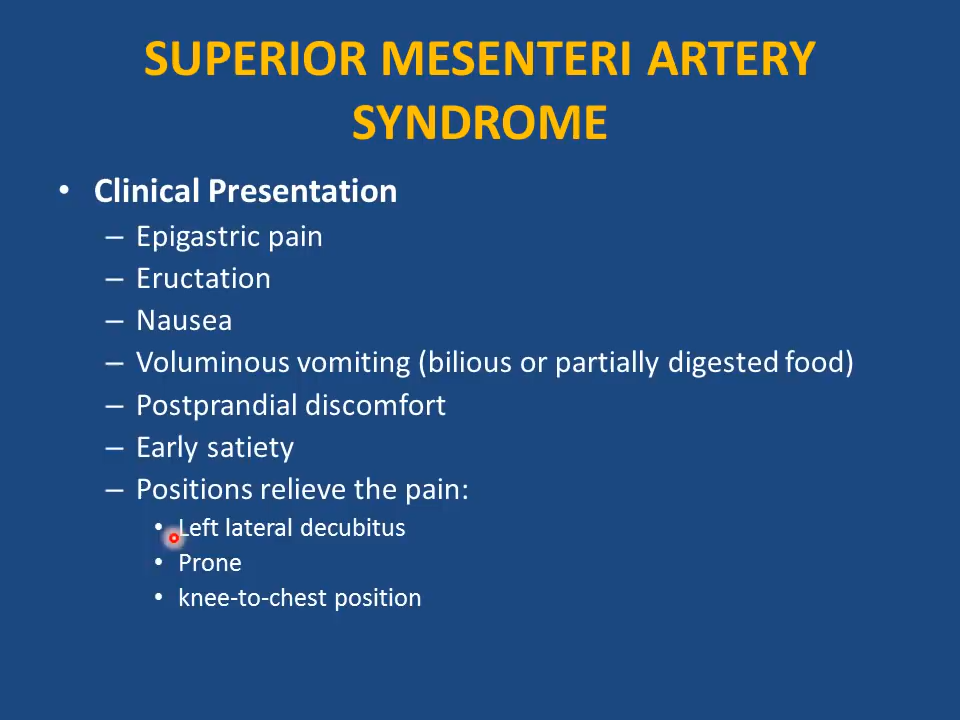 SUPERIOR MESENTERI ARTERY
SYNDROME
• Clinical Presentation
– Epigastric pain
– Eructation
– Nausea
– Voluminous vomiting (bilious or partially digested food)
– Postprandial discomfort
– Early satiety
– Positions relieve the pain:
• Left lateral decubitus
• Prone
• knee-to-chest position